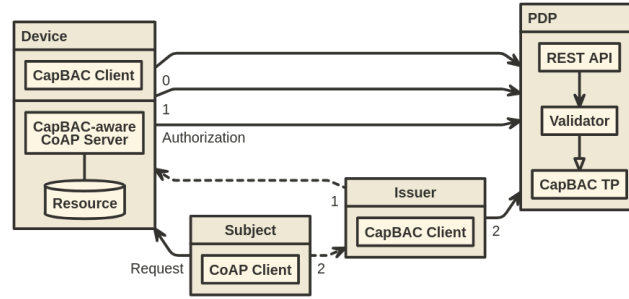 Device
CapBAC Client
CapBAC-aware
CoAP Server
Resource
0
1
Authorization
1
Request
Subject
CoAP Client
2
Issuer
CapBAC Client
2
PDP
REST API
Validator
CapBAC TP